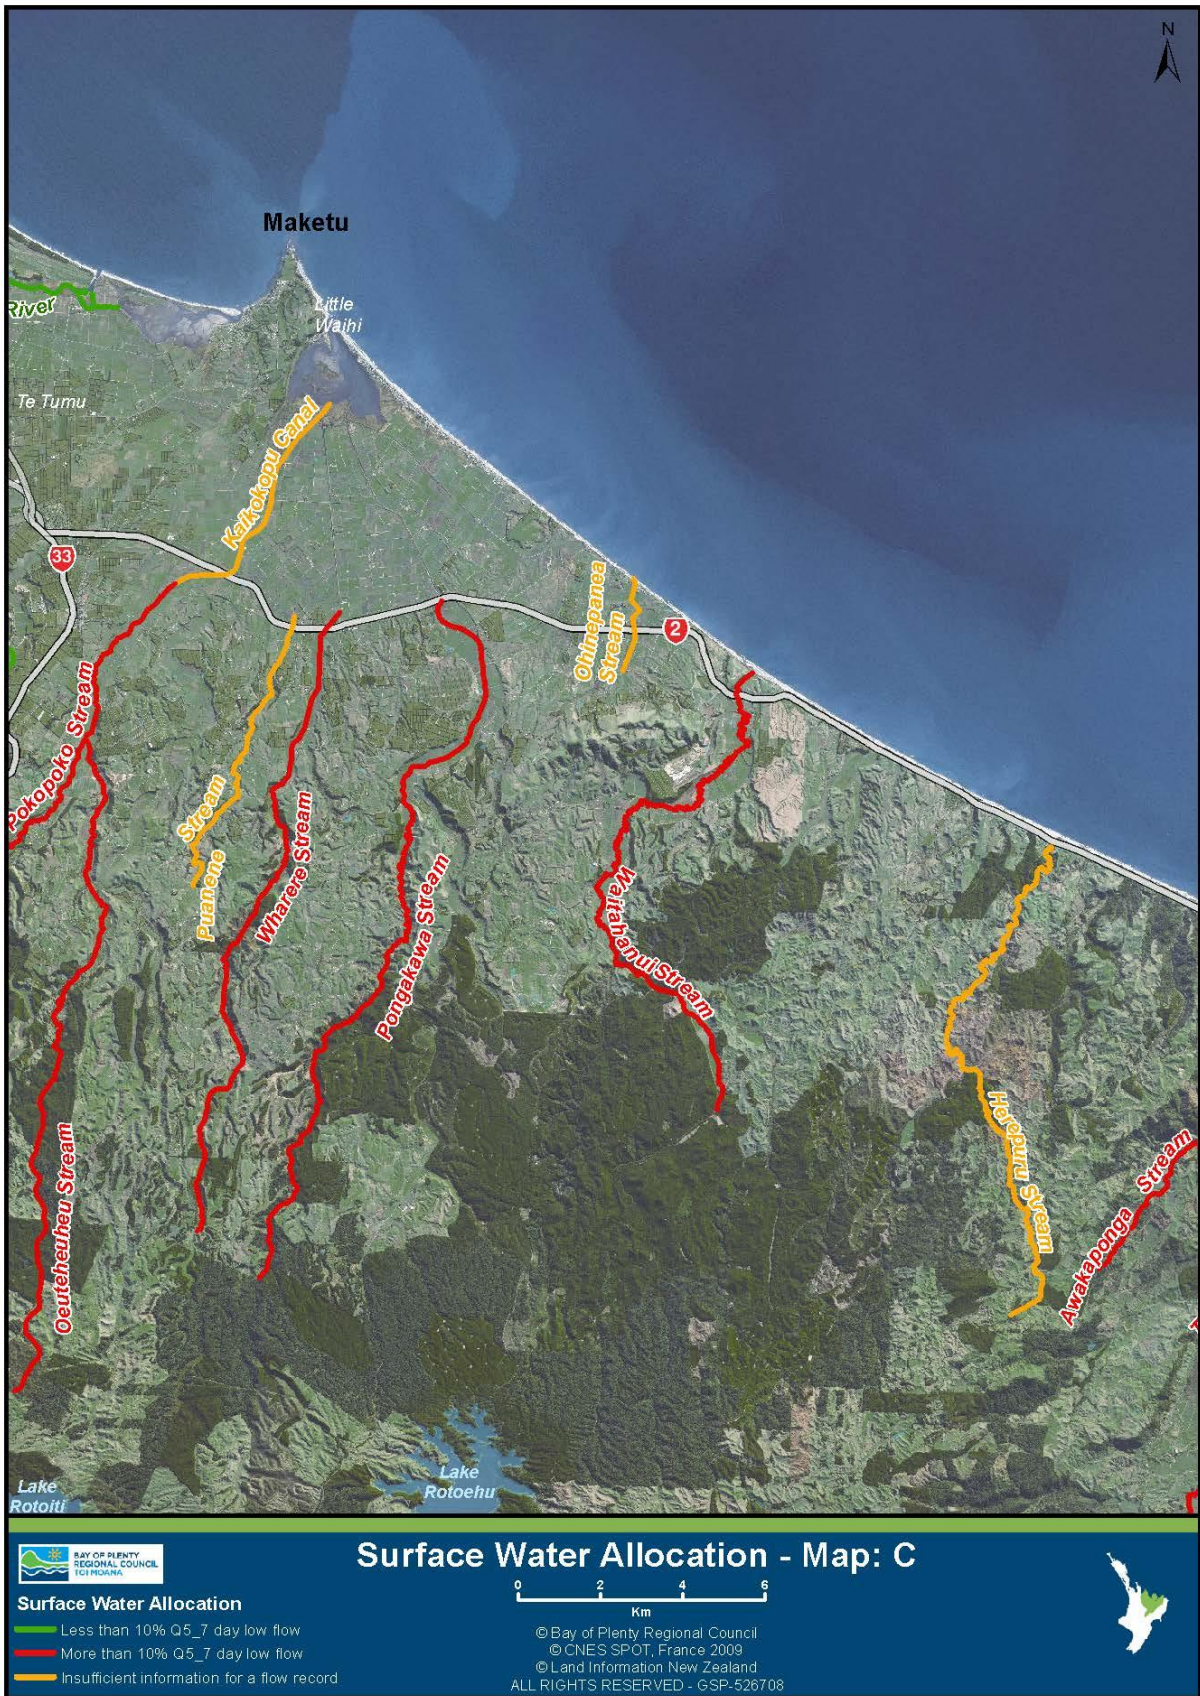 N
Maketu
River
Little
Waihi
Te Tumu
Kaikokopu Canal
33
Ohinepanea
Stream
2
Pokopoko Stream
Puanene Stream
Wharere Stream
Pongakawa Stream
Waitahanui Stream
Herepuru Stream
Awakaponga Stream
Oeuteheuheu Stream
Lake
Rotoiti
Lake
Rotoehu
BAY OF PLENTY
REGIONAL COUNCIL
TOI MOANA
Surface Water Allocation - Map: C
0 2 4 6
Km
Surface Water Allocation
Less than 10% Q5_7 day low flow
More than 10% Q5_7 day low flow
Insufficient information for a flow record
© Bay of Plenty Regional Council
© CNES SPOT, France 2009
© Land Information New Zealand
ALL RIGHTS RESERVED - GSP-526708